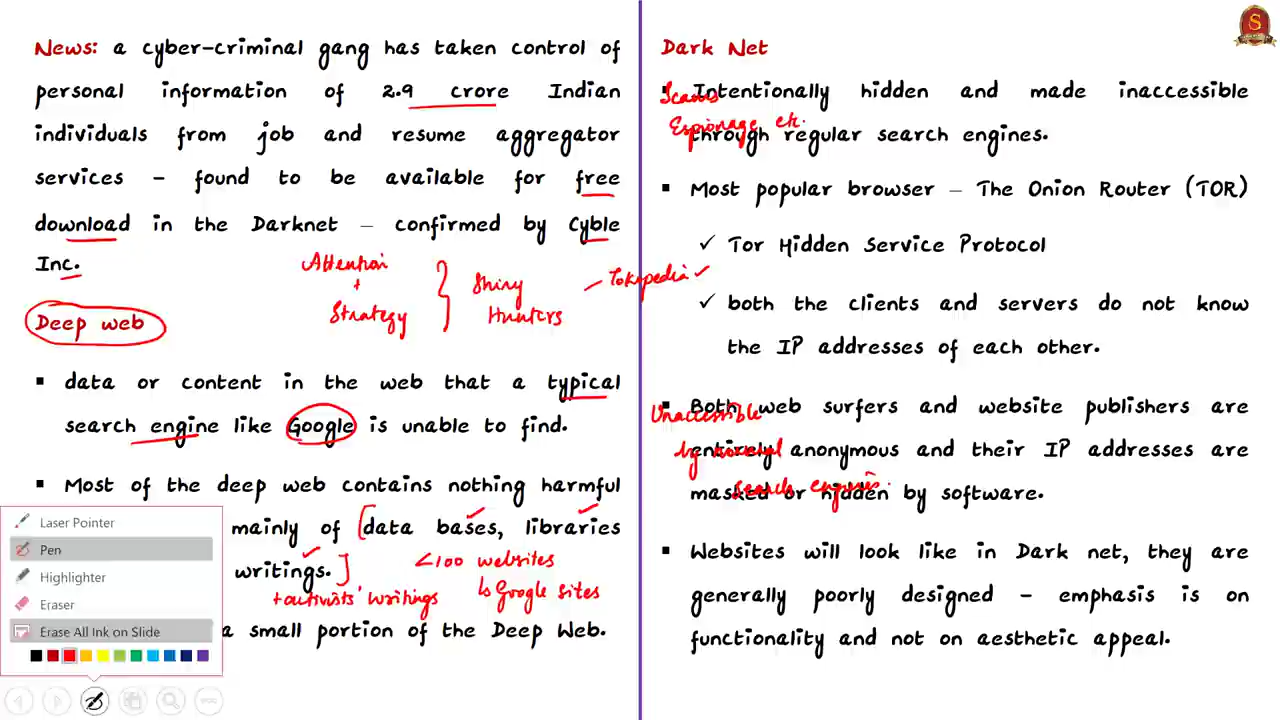 News: a cyber-criminal gang has taken control of
personal information of 2.9 crore Indian
individuals from job and resume aggregator
services – found to be available for free
download in the Darknet – confirmed by Cyble
Inc.
Attention
+
Strategy
Shiny
Hunters
– Tokopedia ✓
Deep web
▪ data or content in the web that a typical
search engine like Google is unable to find.
▪ Most of the deep web contains nothing harmful
mainly of [data bases, libraries
writings.]
<100 websites
↳ Google sites
+activists' writings
a small portion of the Deep Web.
Laser Pointer
Pen
Highlighter
Eraser
Erase All Ink on Slide
S
Dark Net
▪ Intentionally hidden and made inaccessible
through regular search engines.
Scams
Espionage etc.
▪ Most popular browser – The Onion Router (TOR)
✓ Tor Hidden Service Protocol
✓ both the clients and servers do not know
the IP addresses of each other.
▪ Both web surfers and website publishers are
entirely anonymous and their IP addresses are
masked or hidden by software.
Unaccessible
by normal
search engines.
▪ Websites will look like in Dark net, they are
generally poorly designed – emphasis is on
functionality and not on aesthetic appeal.